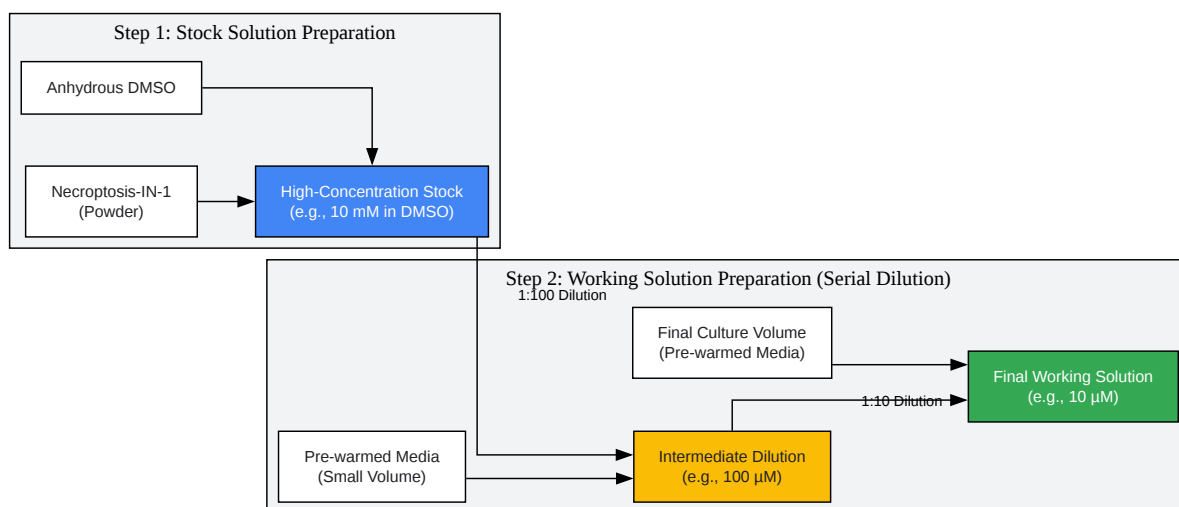 Step 1: Stock Solution Preparation
Anhydrous DMSO
Necroptosis-IN-1
(Powder)
High-Concentration Stock
(e.g., 10 mM in DMSO)
Step 2: Working Solution Preparation (Serial Dilution)
1:100 Dilution
Final Culture Volume
(Pre-warmed Media)
Final Working Solution
(e.g., 10 µM)
1:10 Dilution
Pre-warmed Media
(Small Volume)
Intermediate Dilution
(e.g., 100 µM)